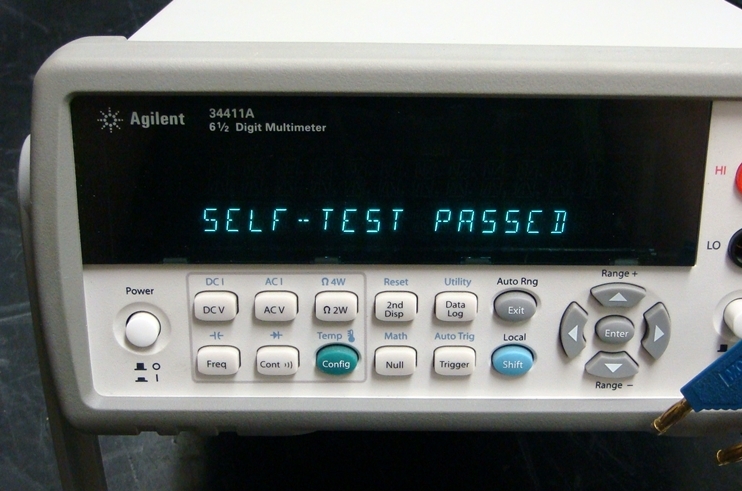 Agilent
34411A
6½ Digit Multimeter
HI
SELF-TEST PASSED
LO
Power
DC I
AC I
Ω 4W
Reset
Utility
Auto Rng
Range +
DC V
AC V
Ω 2W
2nd
Disp
Data
Log
Exit
Enter
Temp
Math
Auto Trig
Local
Freq
Cont
Config
Null
Trigger
Shift
Range −
O
I